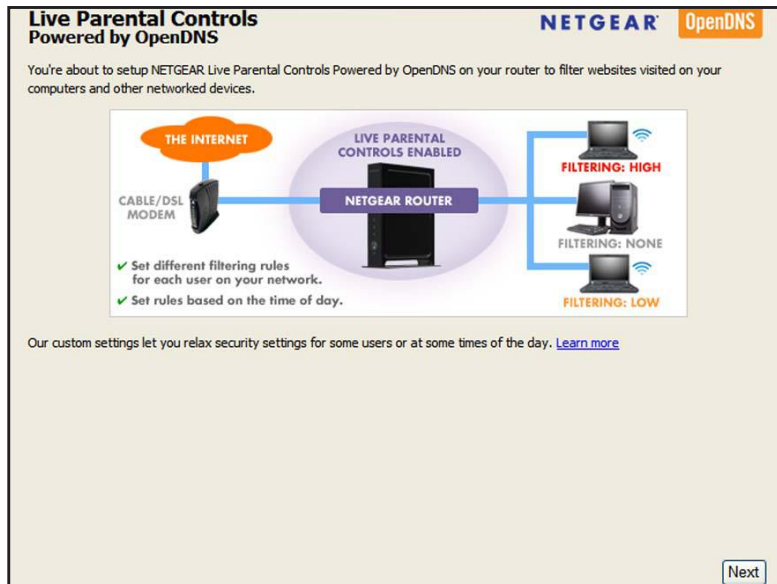 Live Parental Controls
Powered by OpenDNS
NETGEAR
OpenDNS
You're about to setup NETGEAR Live Parental Controls Powered by OpenDNS on your router to filter websites visited on your
computers and other networked devices.
THE INTERNET
LIVE PARENTAL
CONTROLS ENABLED
FILTERING: HIGH
CABLE/DSL
MODEM
NETGEAR ROUTER
FILTERING: NONE
✔ Set different filtering rules
for each user on your network.
✔ Set rules based on the time of day.
FILTERING: LOW
Our custom settings let you relax security settings for some users or at some times of the day. Learn more
Next